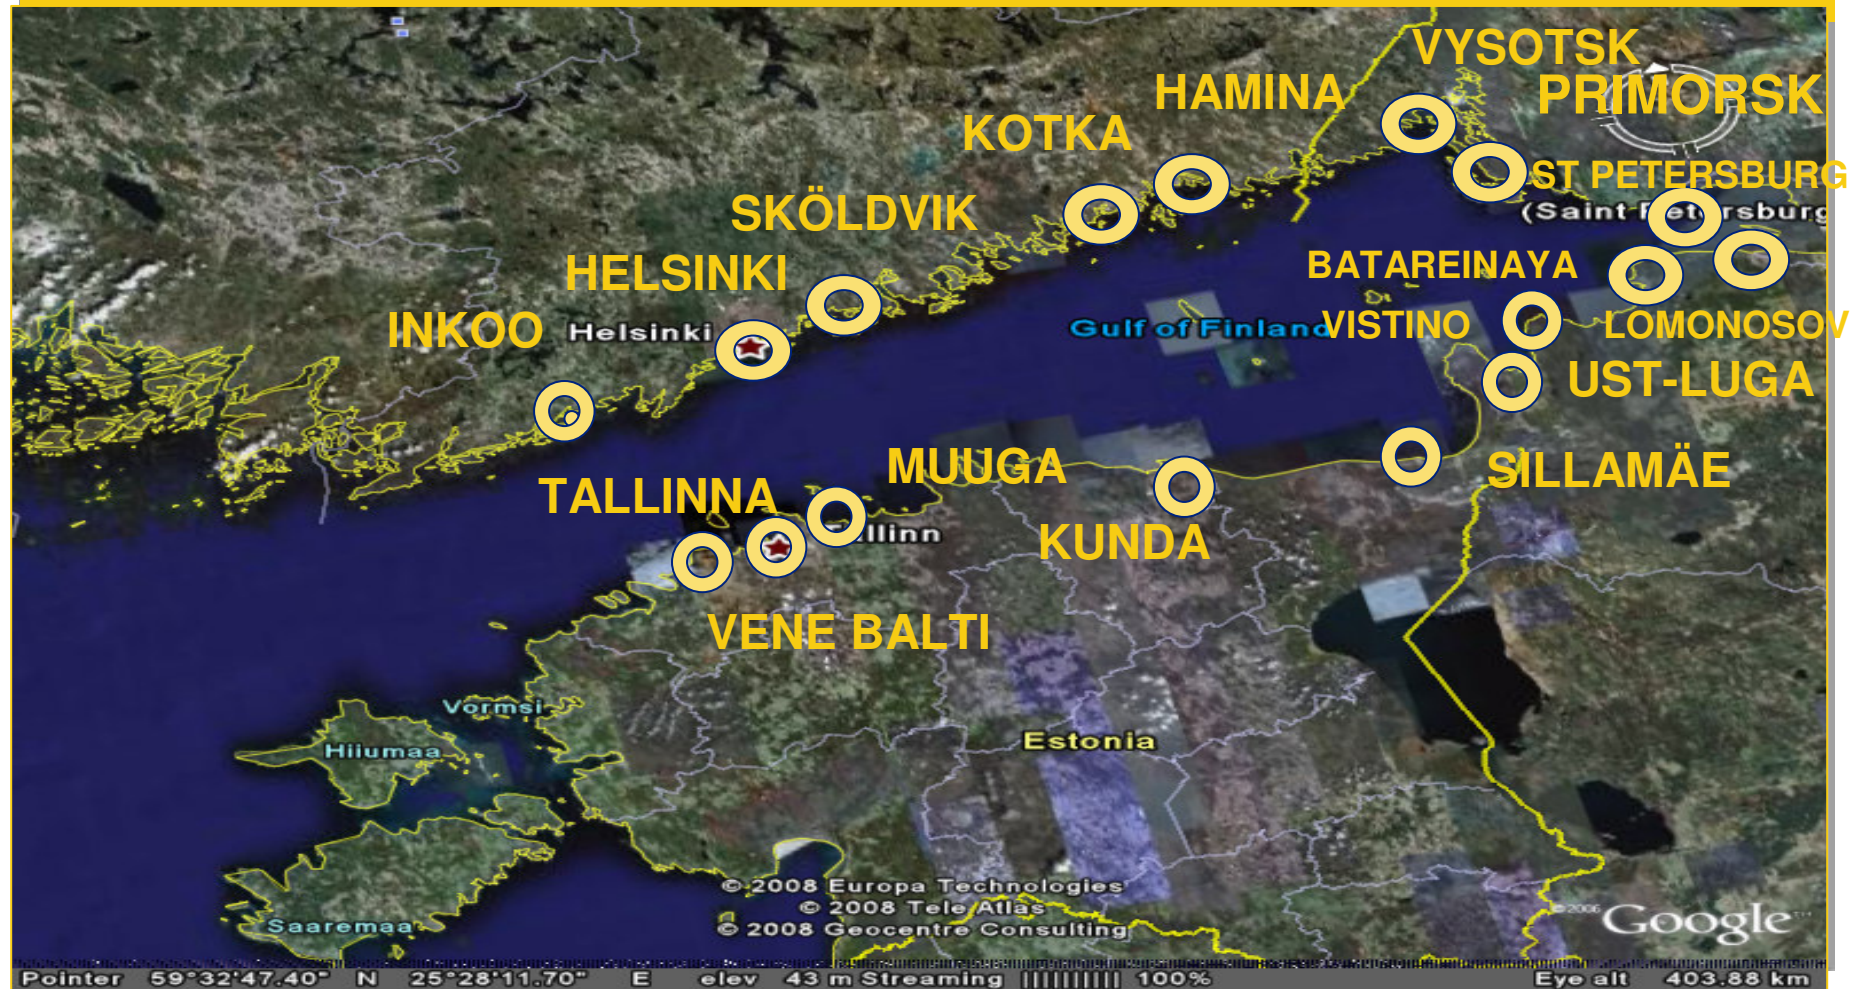 VYSOTSK
HAMINA
PRIMORSK
KOTKA
ST PETERSBURG
SKÖLDVIK
(Saint Petersburg
HELSINKI
BATAREINAYA
INKOO
Helsinki
Gulf of Finland
VISTINO
LOMONOSOV
UST-LUGA
MUUGA
SILLAMÄE
TALLINNA
Tallinn
KUNDA
VENE BALTI
Vormsi
Hiiumaa
Estonia
© 2008 Europa Technologies
© 2008 Tele Atlas
© 2008 Geocentre Consulting
Saaremaa
©2006 Google™
Pointer 59°32'47.40" N 25°28'11.70" E elev 43 m Streaming |||||||||| 100% Eye alt 403.88 km